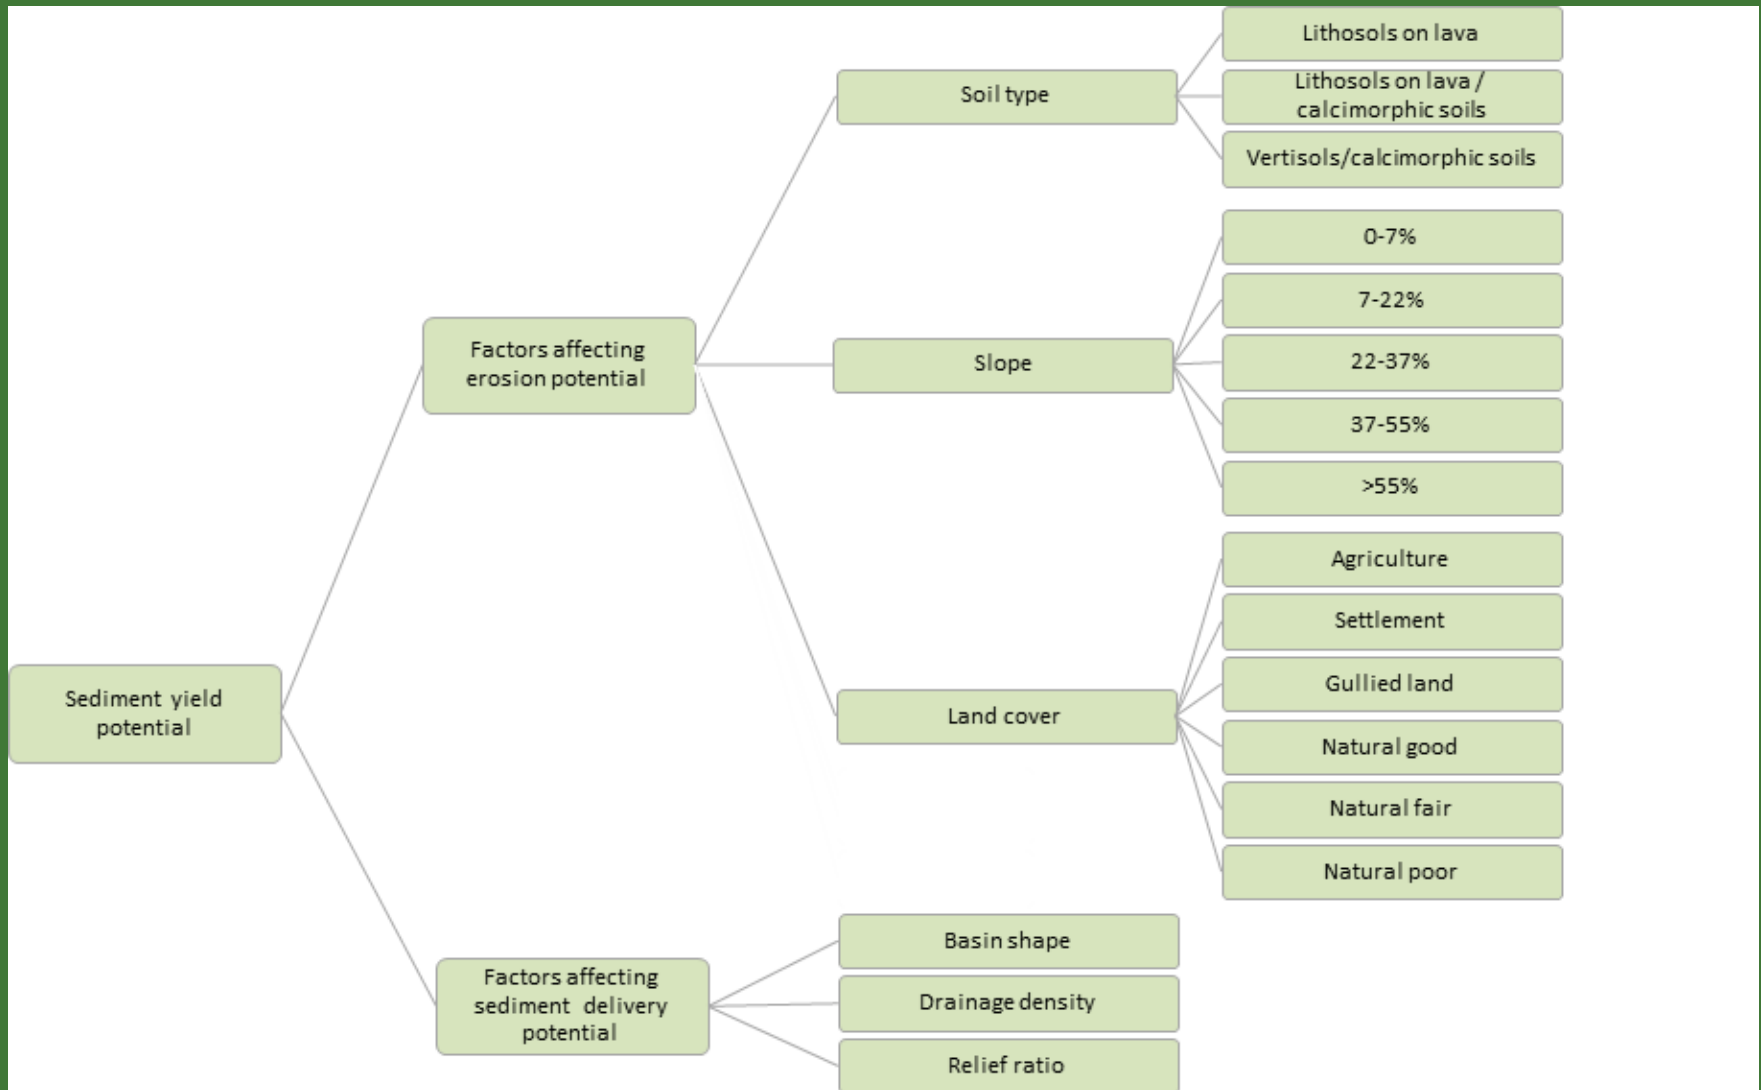 Sediment yield
potential
Factors affecting
erosion potential
Soil type
Lithosols on lava
Lithosols on lava /
calcimorphic soils
Vertisols/calcimorphic soils
Slope
0-7%
7-22%
22-37%
37-55%
>55%
Land cover
Agriculture
Settlement
Gullied land
Natural good
Natural fair
Natural poor
Factors affecting
sediment delivery
potential
Basin shape
Drainage density
Relief ratio